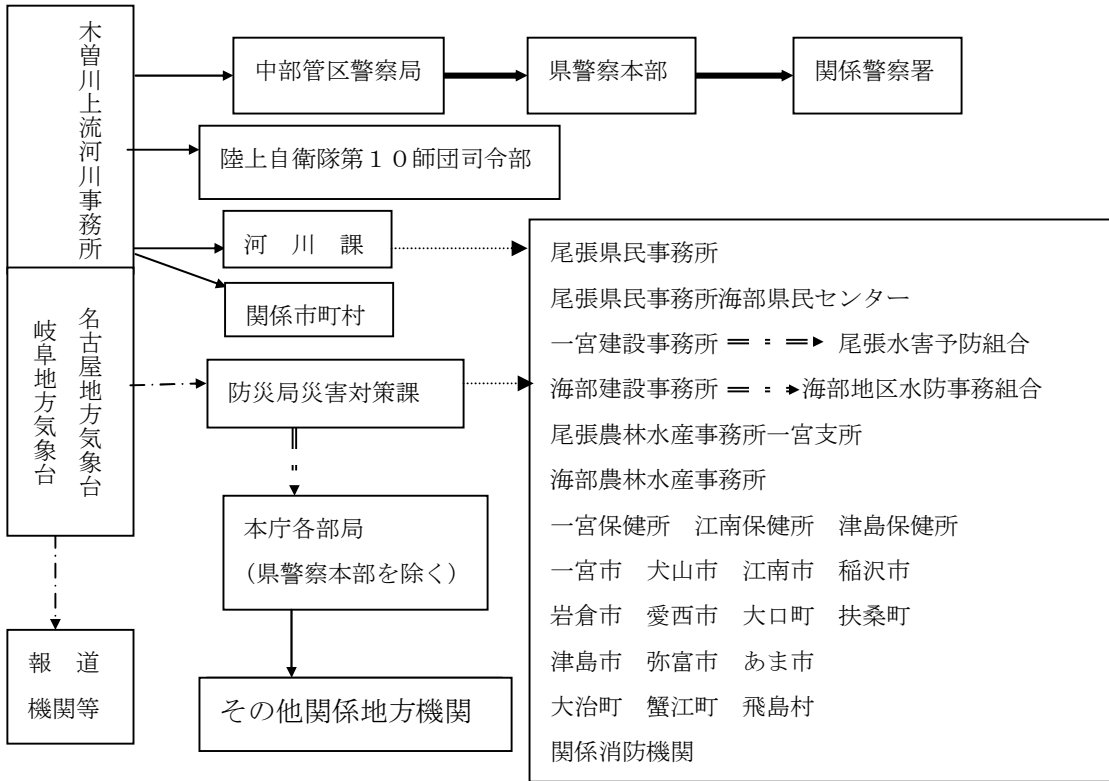 木曽川上流河川事務所
中部管区警察局
県警察本部
関係警察署
陸上自衛隊第１０師団司令部
河　川　課
関係市町村
名古屋地方気象台
岐阜地方気象台
防災局災害対策課
本庁各部局
（県警察本部を除く）
その他関係地方機関
報　道
機関等
尾張県民事務所
尾張県民事務所海部県民センター
一宮建設事務所　尾張水害予防組合
海部建設事務所　海部地区水防事務組合
尾張農林水産事務所一宮支所
海部農林水産事務所
一宮保健所　江南保健所　津島保健所
一宮市　犬山市　江南市　稲沢市
岩倉市　愛西市　大口町　扶桑町
津島市　弥富市　あま市
大治町　蟹江町　飛島村
関係消防機関